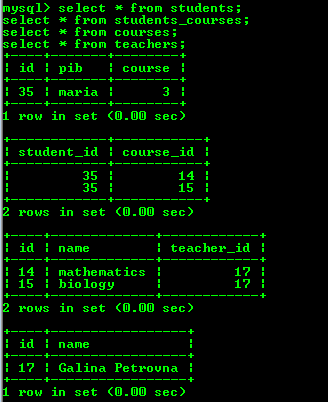 mysql> select * from students;
select * from students_courses;
select * from courses;
select * from teachers;
+----+-------+--------+
| id | pib   | course |
+----+-------+--------+
| 35 | maria |      3 |
+----+-------+--------+
1 row in set (0.00 sec)

+------------+-----------+
| student_id | course_id |
+------------+-----------+
|         35 |        14 |
|         35 |        15 |
+------------+-----------+
2 rows in set (0.00 sec)

+----+-------------+------------+
| id | name        | teacher_id |
+----+-------------+------------+
| 14 | mathematics |         17 |
| 15 | biology     |         17 |
+----+-------------+------------+
2 rows in set (0.00 sec)

+----+-----------------+
| id | name            |
+----+-----------------+
| 17 | Galina Petrovna |
+----+-----------------+
1 row in set (0.00 sec)